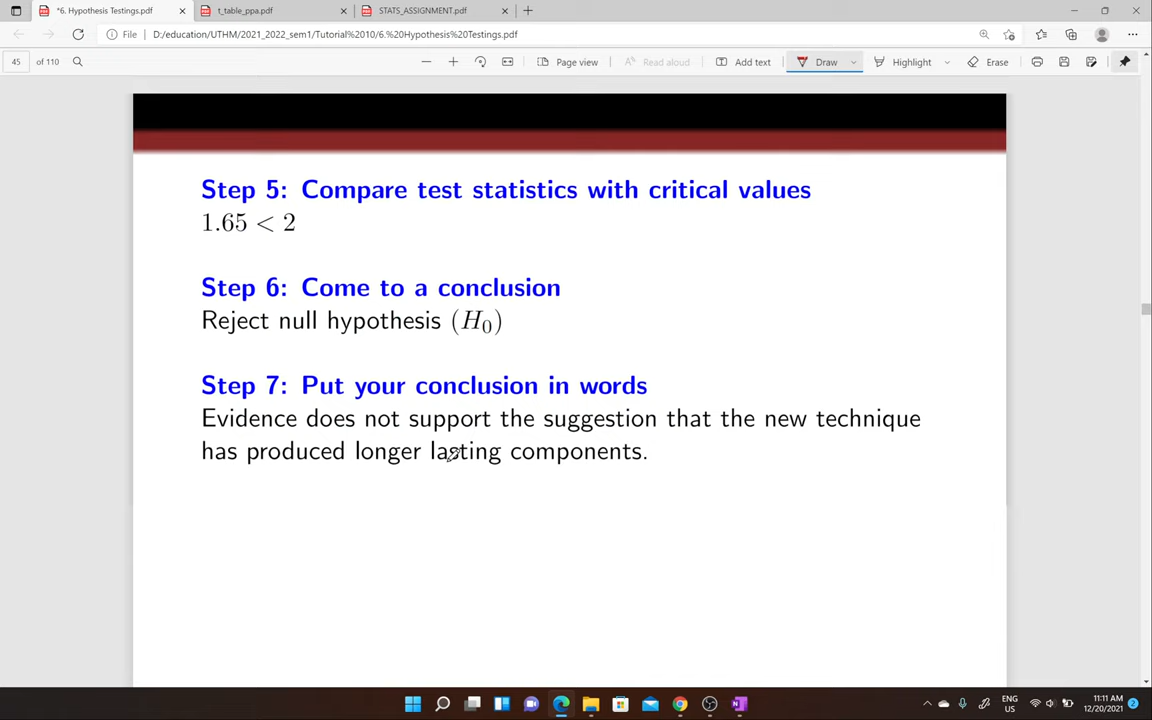 *6. Hypothesis Testings.pdf
t_table_ppa.pdf
STATS_ASSIGNMENT.pdf
File
D:/education/UTHM/2021_2022_sem1/Tutorial%2010/6.%20Hypothesis%20Testings.pdf
45 of 110
Page view
Read aloud
Add text
Draw
Highlight
Erase
Step 5: Compare test statistics with critical values
1.65 < 2
Step 6: Come to a conclusion
Reject null hypothesis (H₀)
Step 7: Put your conclusion in words
Evidence does not support the suggestion that the new technique
has produced longer lasting components.
ENG
US
11:11 AM
12/20/2021
2